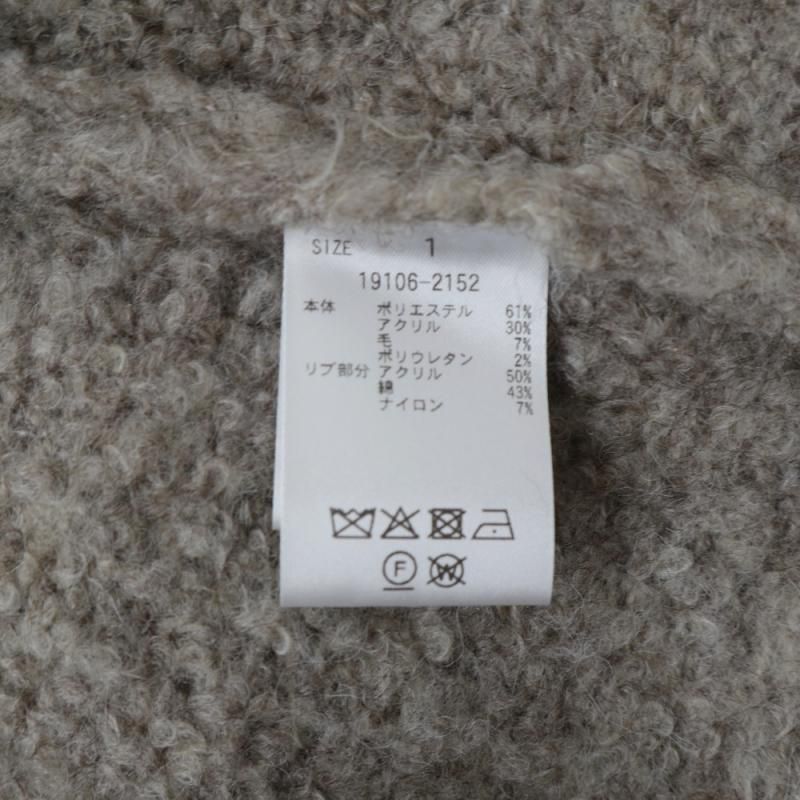 SIZE 1
19106-2152
本体 ポリエステル 61%
アクリル 30%
毛 7%
ポリウレタン 2%
リブ部分 アクリル 50%
綿 43%
ナイロン 7%
F W